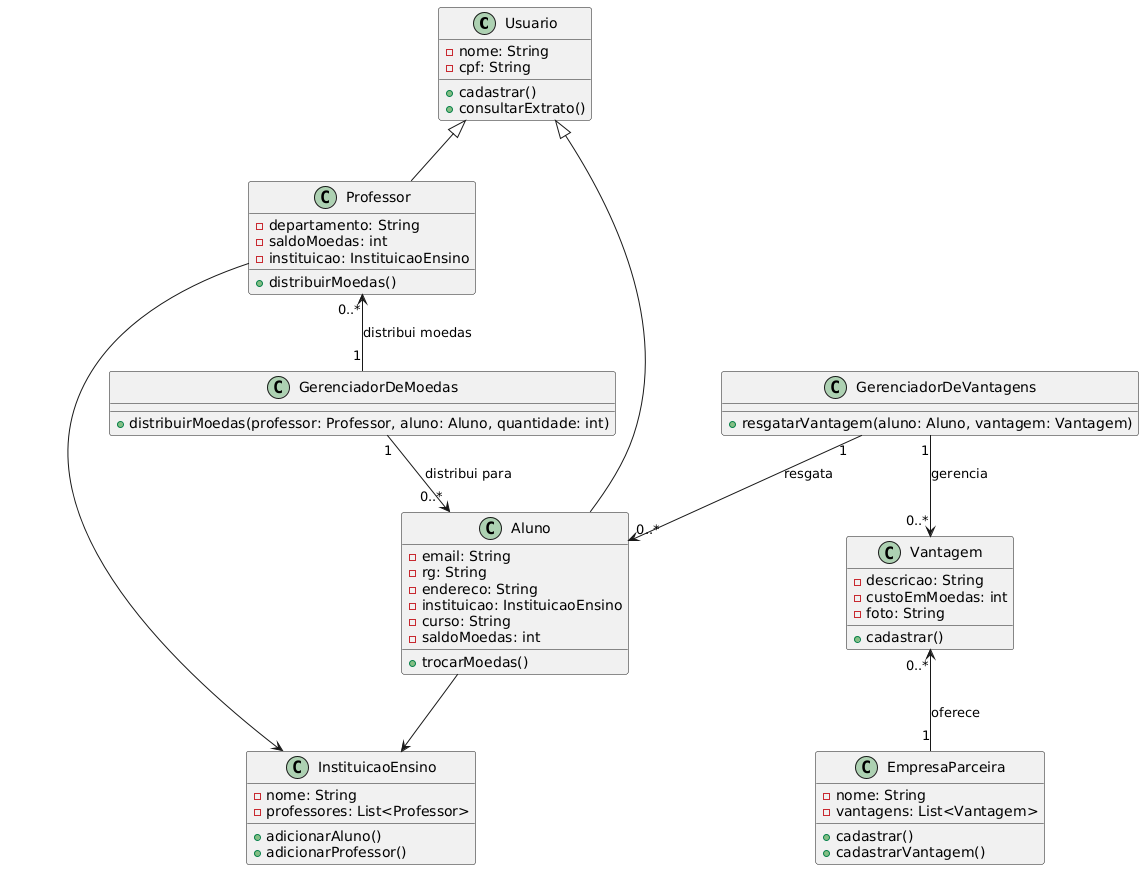 C Usuario
nome: String
cpf: String
cadastrar()
consultarExtrato()
C Professor
departamento: String
saldoMoedas: int
instituicao: InstituicaoEnsino
distribuirMoedas()
0..*
distribui moedas
1
C GerenciadorDeMoedas
distribuirMoedas(professor: Professor, aluno: Aluno, quantidade: int)
C GerenciadorDeVantagens
resgatarVantagem(aluno: Aluno, vantagem: Vantagem)
1
distribui para
0..*
1
resgata
0..*
1
gerencia
0..*
C Aluno
email: String
rg: String
endereco: String
instituicao: InstituicaoEnsino
curso: String
saldoMoedas: int
trocarMoedas()
C Vantagem
descricao: String
custoEmMoedas: int
foto: String
cadastrar()
0..*
oferece
1
C InstituicaoEnsino
nome: String
professores: List<Professor>
adicionarAluno()
adicionarProfessor()
C EmpresaParceira
nome: String
vantagens: List<Vantagem>
cadastrar()
cadastrarVantagem()